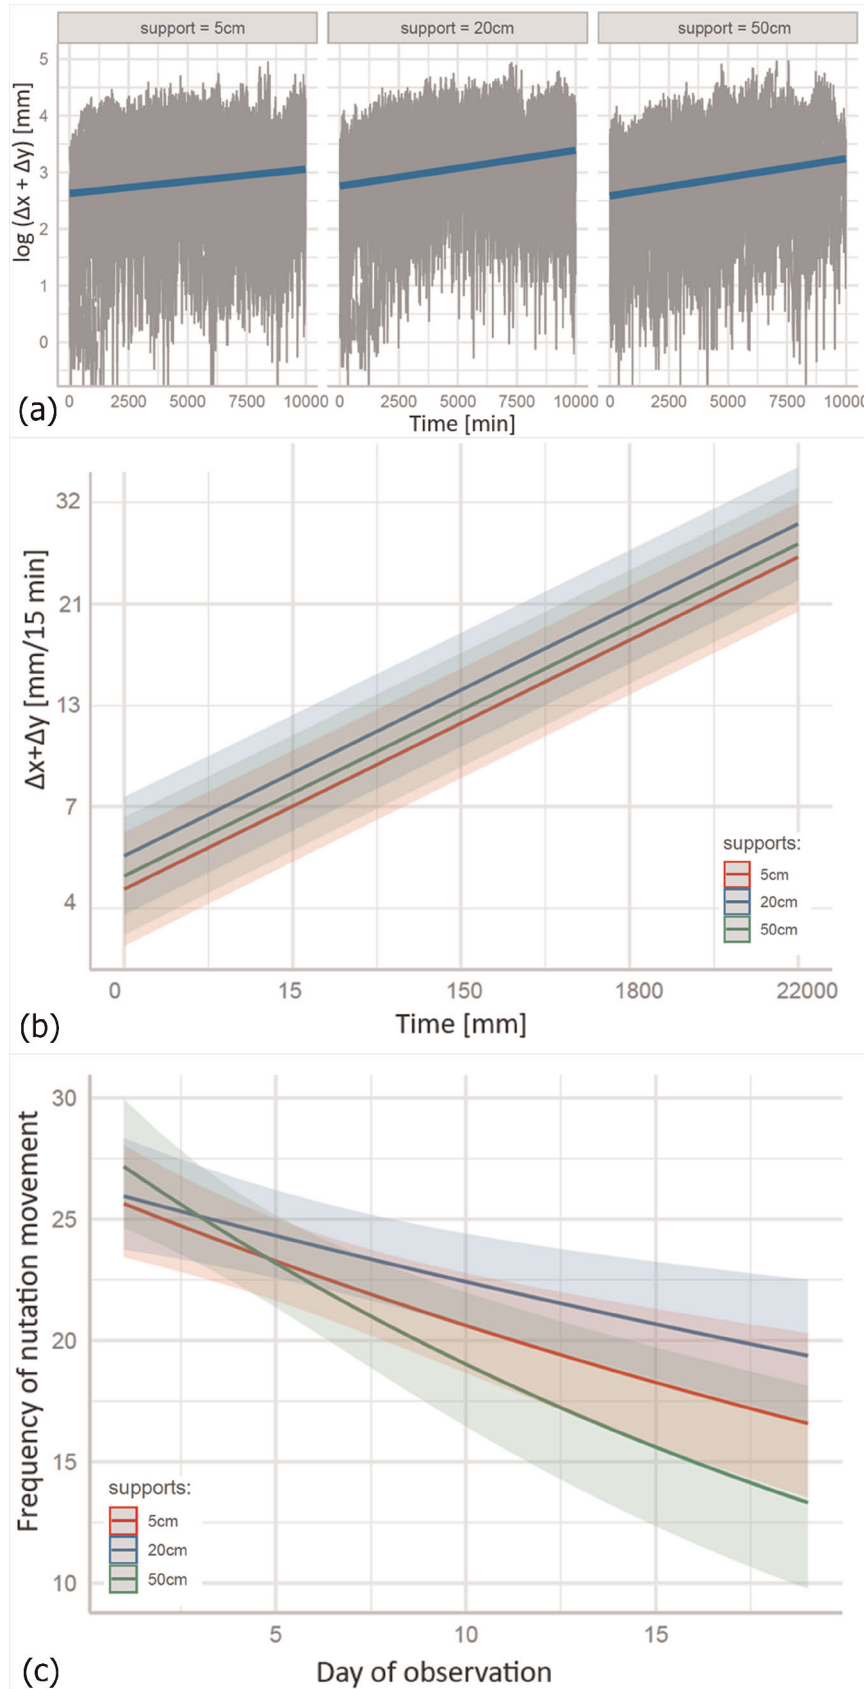 support = 5cm support = 20cm support = 50cm
log (Δx + Δy) [mm]
5
4
3
2
1
0
0 2500 5000 7500 10000 0 2500 5000 7500 10000 0 2500 5000 7500 1000
(a)
Time [min]
Δx+Δy [mm/15 min]
32
21
13
7
4
supports:
5cm
20cm
50cm
0 15 150 1800 22000
(b)
Time [mm]
Frequency of nutation movement
30
25
20
15
10
supports:
5cm
20cm
50cm
5 10 15
(c)
Day of observation